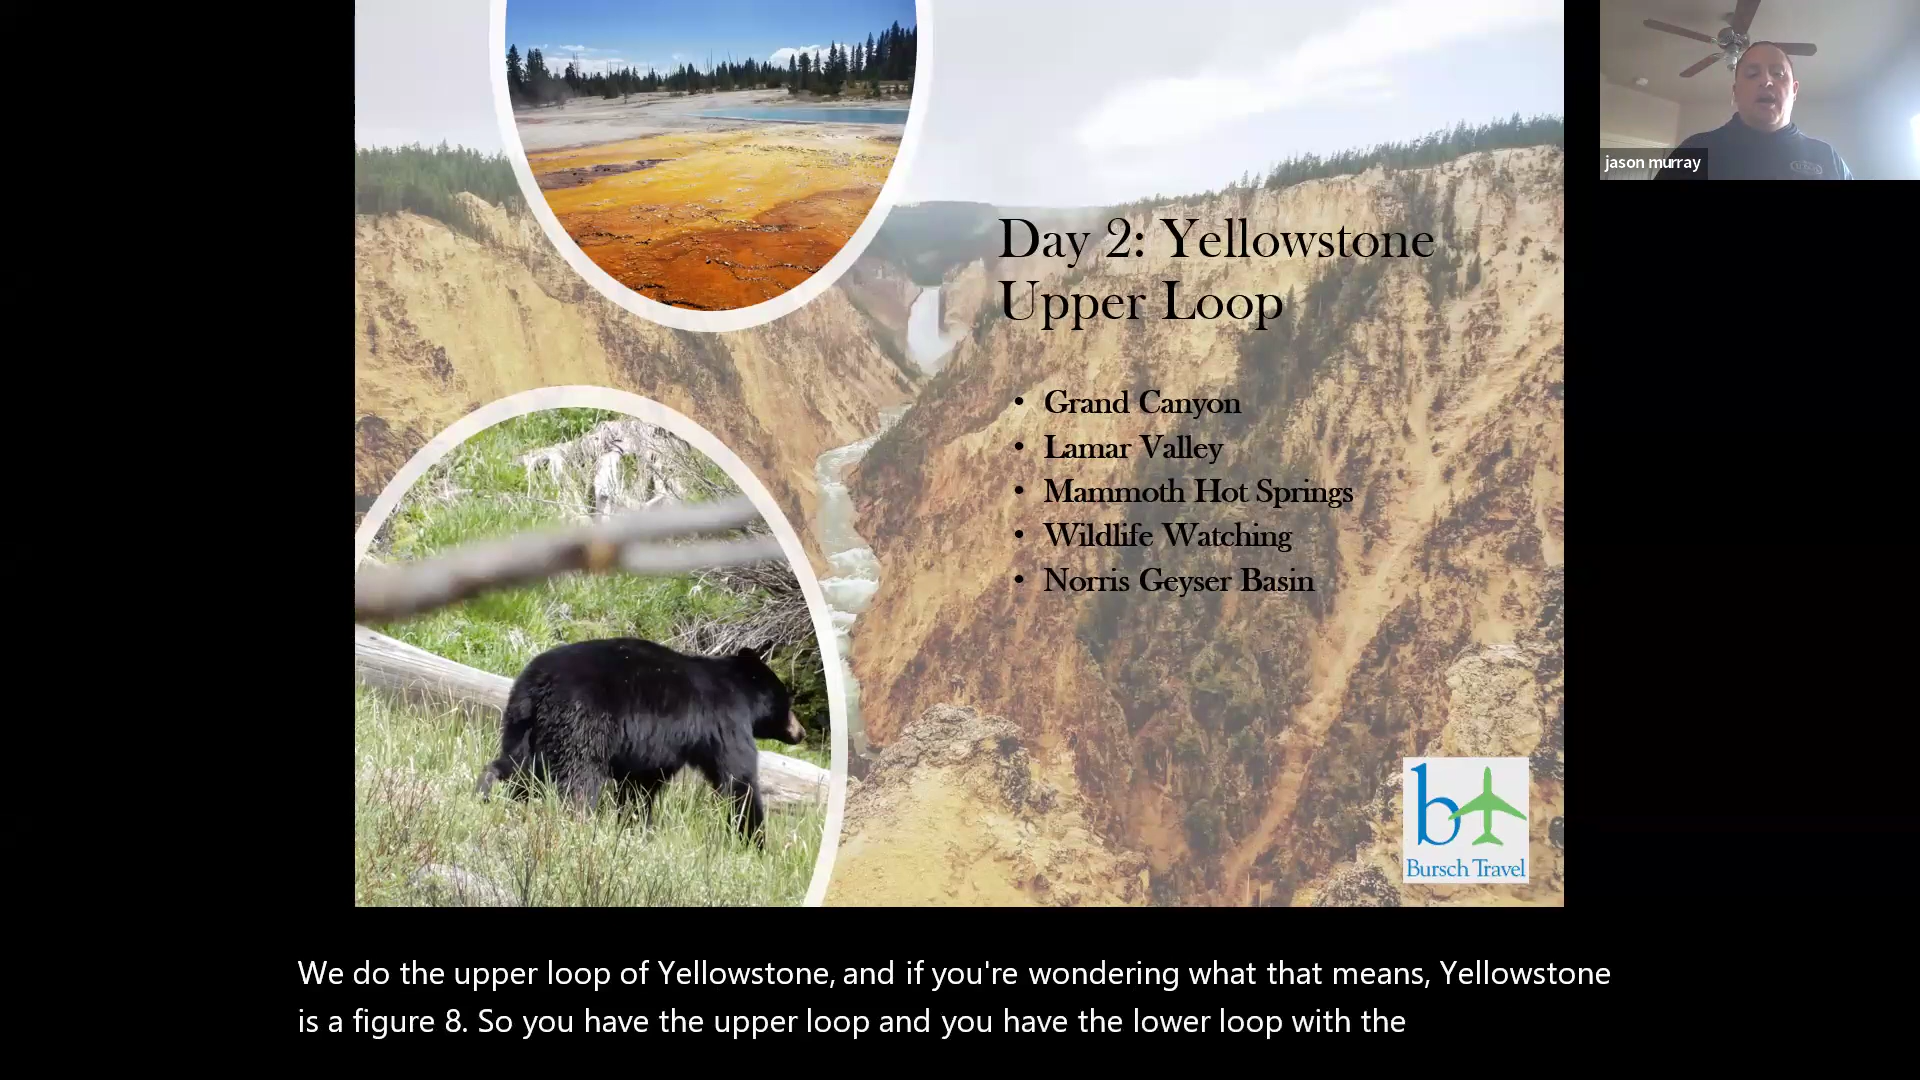 jason murray
Day 2: Yellowstone
Upper Loop
• Grand Canyon
• Lamar Valley
• Mammoth Hot Springs
• Wildlife Watching
• Norris Geyser Basin
b
Bursch Travel
We do the upper loop of Yellowstone, and if you're wondering what that means, Yellowstone
is a figure 8. So you have the upper loop and you have the lower loop with the